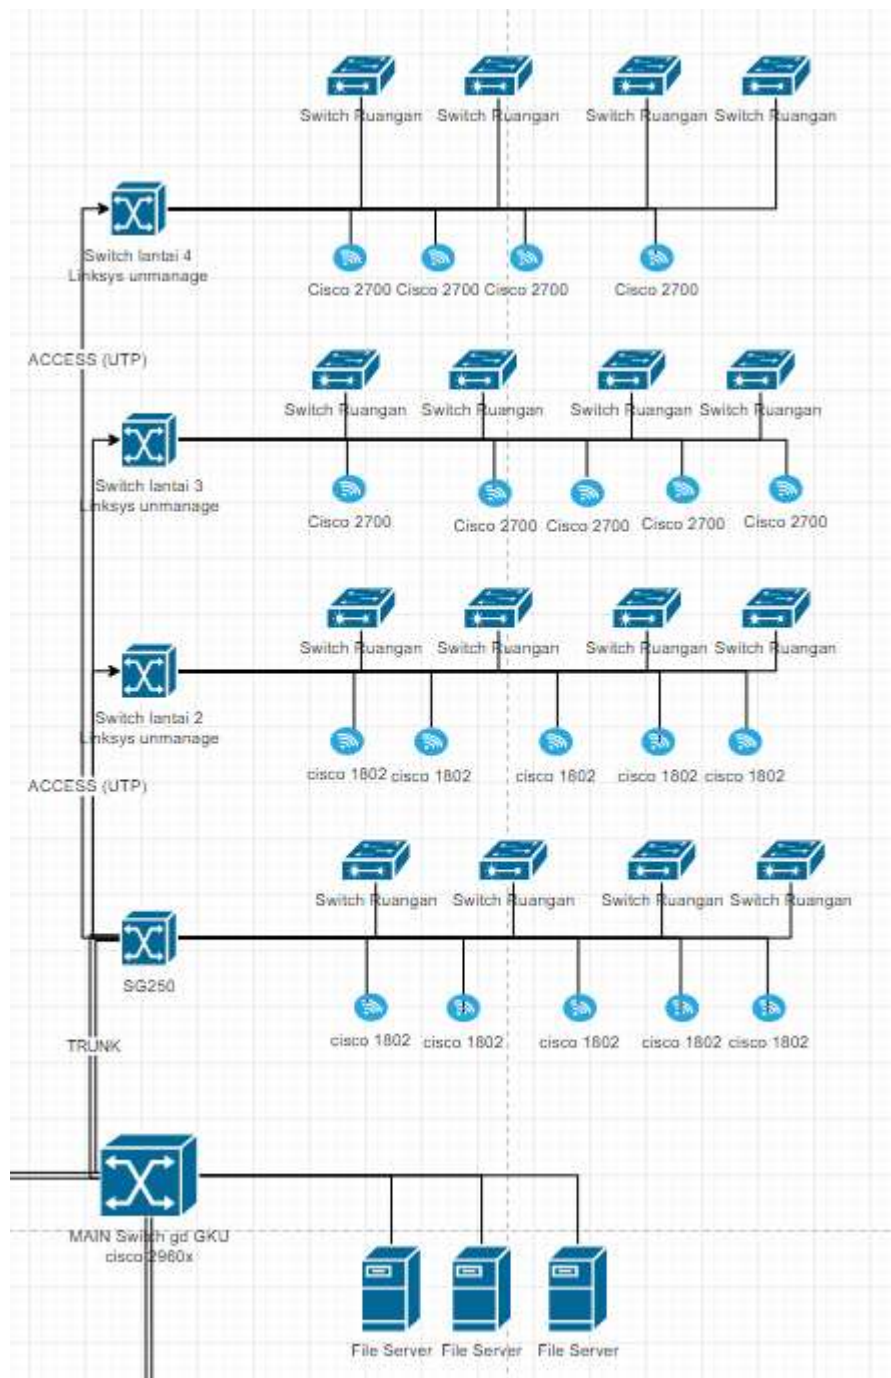 Switch Ruangan Switch Ruangan Switch Ruangan Switch Ruangan
Switch lantai 4
Linksys unmanage
Cisco 2700 Cisco 2700 Cisco 2700 Cisco 2700
ACCESS (UTP)
Switch Ruangan Switch Ruangan Switch Ruangan Switch Ruangan
Switch lantai 3
Linksys unmanage
Cisco 2700 Cisco 2700 Cisco 2700 Cisco 2700 Cisco 2700
Switch Ruangan Switch Ruangan Switch Ruangan Switch Ruangan
Switch lantai 2
Linksys unmanage
cisco 1802 cisco 1802 cisco 1802 cisco 1802 cisco 1802
ACCESS (UTP)
Switch Ruangan Switch Ruangan Switch Ruangan Switch Ruangan
SG250
cisco 1802 cisco 1802 cisco 1802 cisco 1802 cisco 1802
TRUNK
MAIN Switch gd GKU
cisco 2960x
File Server File Server File Server